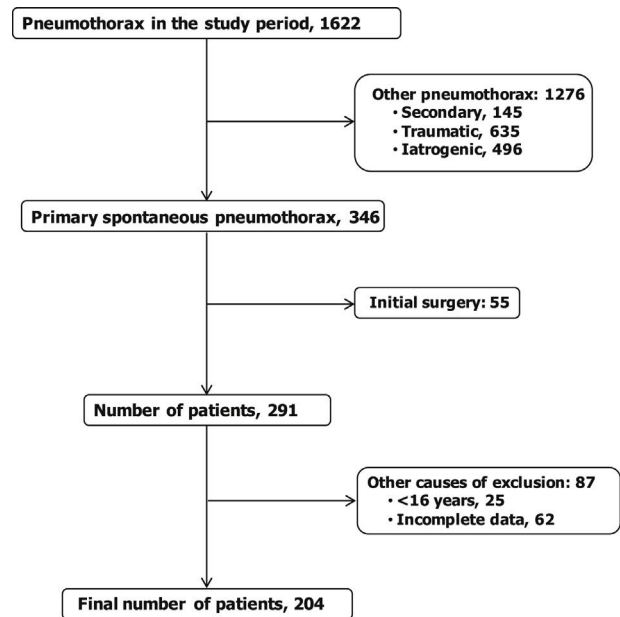 Pneumothorax in the study period, 1622
Other pneumothorax: 1276
• Secondary, 145
• Traumatic, 635
• Iatrogenic, 496
Primary spontaneous pneumothorax, 346
Initial surgery: 55
Number of patients, 291
Other causes of exclusion: 87
• <16 years, 25
• Incomplete data, 62
Final number of patients, 204